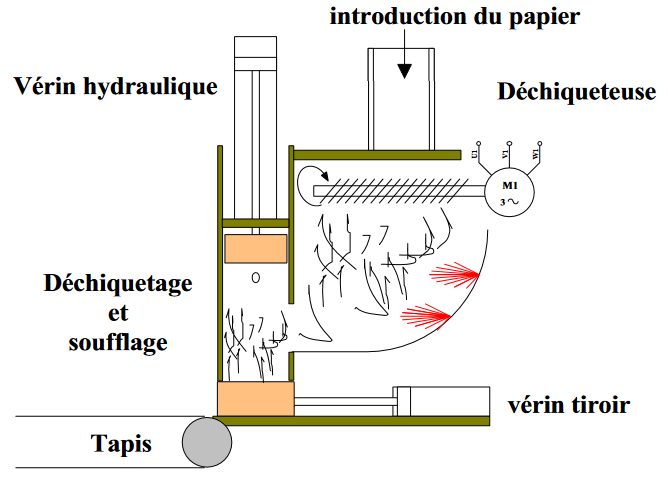 introduction du papier
Vérin hydraulique
Déchiqueteuse
U1
V1
W1
M1
3
Déchiquetage
et
soufflage
vérin tiroir
Tapis